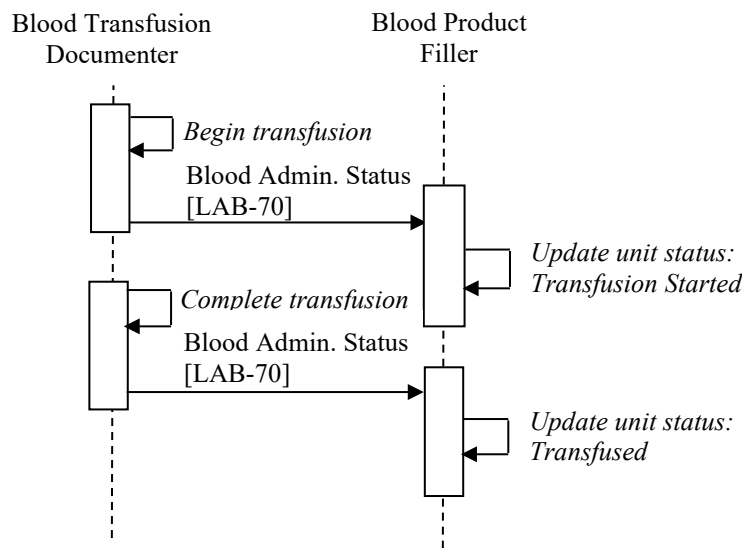 Blood Transfusion
Documenter
Blood Product
Filler
Begin transfusion
Blood Admin. Status
[LAB-70]
Update unit status:
Transfusion Started
Complete transfusion
Blood Admin. Status
[LAB-70]
Update unit status:
Transfused